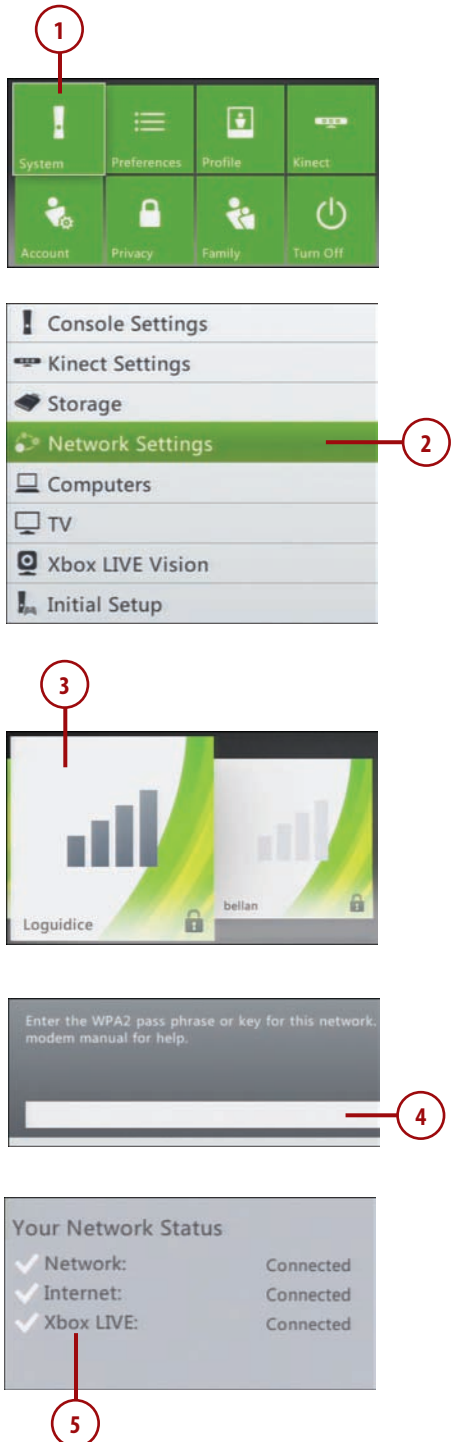 1
System Preferences Profile Kinect
Account Privacy Family Turn Off
Console Settings
Kinect Settings
Storage
Network Settings
2
Computers
TV
Xbox LIVE Vision
Initial Setup
3
Loguidice
bellan
Enter the WPA2 pass phrase or key for this network.
modem manual for help.
4
Your Network Status
Network: Connected
Internet: Connected
Xbox LIVE: Connected
5